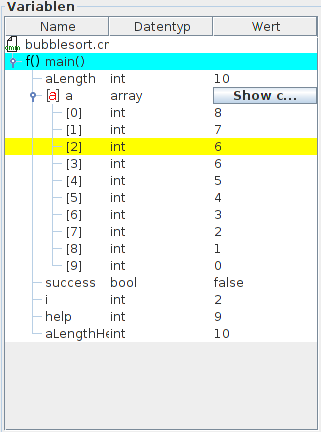 Variablen
Name Datentyp Wert
bubblesort.cr
f() main()
aLength int 10
[a] a array Show c...
[0] int 8
[1] int 7
[2] int 6
[3] int 6
[4] int 5
[5] int 4
[6] int 3
[7] int 2
[8] int 1
[9] int 0
success bool false
i int 2
help int 9
aLengthHe int 10